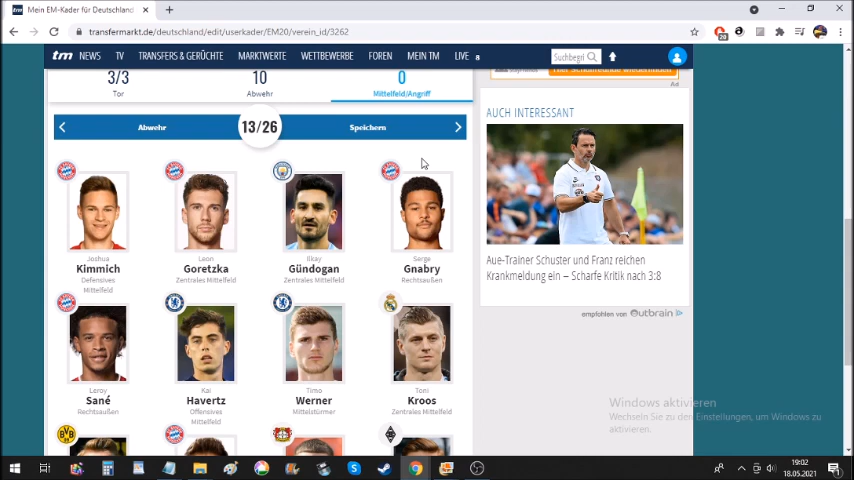 Mein EM-Kader für Deutschland
transfermarkt.de/deutschland/edit/userkader/EM20/verein_id/3262
tm NEWS TV TRANSFERS & GERÜCHTE MARKTWERTE WETTBEWERBE FOREN MEIN TM LIVE
Suchbegri
3/3
10
0
Tor
Abwehr
Mittelfeld/Angriff
Ad
Abwehr
13/26
Speichern
AUCH INTERESSANT
Joshua
Kimmich
Defensives
Mittelfeld
Leon
Goretzka
Zentrales Mittelfeld
Ilkay
Gündogan
Zentrales Mittelfeld
Serge
Gnabry
Rechtsaußen
Aue-Trainer Schuster und Franz reichen
Krankmeldung ein – Scharfe Kritik nach 3:8
empfohlen von Outbrain
Leroy
Sané
Rechtsaußen
Kai
Havertz
Offensives
Mittelfeld
Timo
Werner
Mittelstürmer
Toni
Kroos
Zentrales Mittelfeld
BVB
09
Windows aktivieren
Wechseln Sie zu den Einstellungen, um Windows zu
aktivieren.
19:02
18.05.2021